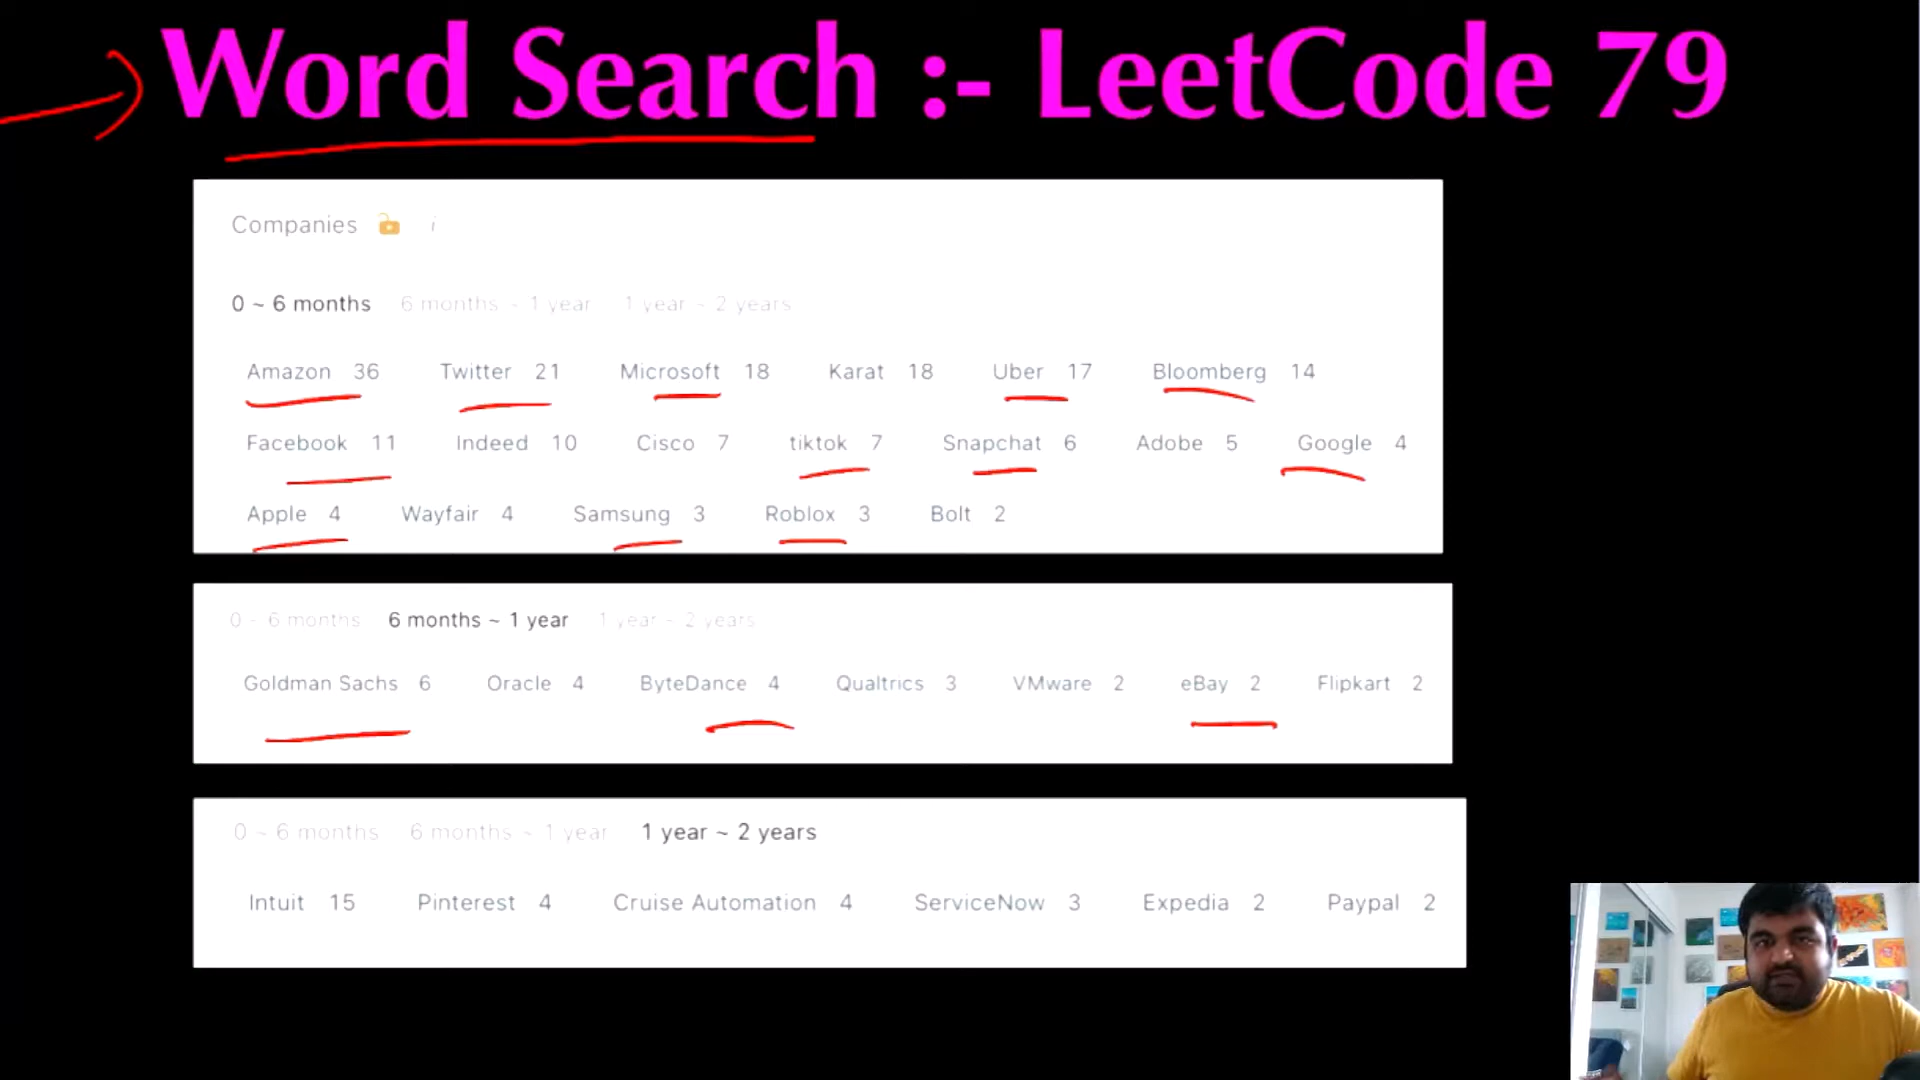 Word Search :- LeetCode 79
Companies i
0 ~ 6 months 6 months ~ 1 year 1 year ~ 2 years
Amazon 36 Twitter 21 Microsoft 18 Karat 18 Uber 17 Bloomberg 14
Facebook 11 Indeed 10 Cisco 7 tiktok 7 Snapchat 6 Adobe 5 Google 4
Apple 4 Wayfair 4 Samsung 3 Roblox 3 Bolt 2
0 ~ 6 months 6 months ~ 1 year 1 year ~ 2 years
Goldman Sachs 6 Oracle 4 ByteDance 4 Qualtrics 3 VMware 2 eBay 2 Flipkart 2
0 ~ 6 months 6 months ~ 1 year 1 year ~ 2 years
Intuit 15 Pinterest 4 Cruise Automation 4 ServiceNow 3 Expedia 2 Paypal 2